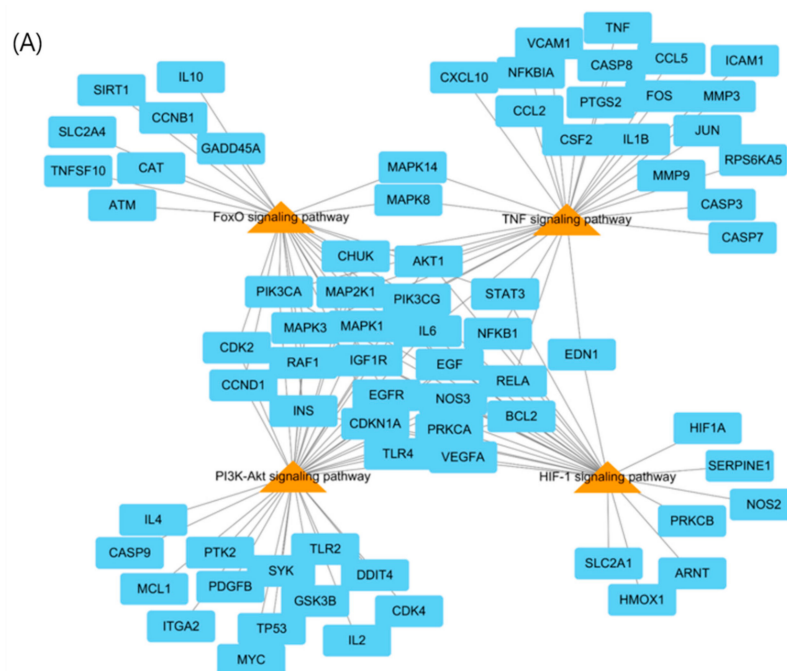 (A)
TNF
VCAM1
IL10
CXCL10
NFKBIA
CASP8
CCL5
ICAM1
SIRT1
CCNB1
CCL2
PTGS2
FOS
MMP3
SLC2A4
GADD45A
CSF2
IL1B
JUN
TNFSF10
CAT
MAPK14
RPS6KA5
ATM
MAPK8
MMP9
CASP3
FoxO signaling pathway
TNF signaling pathway
CASP7
CHUK
AKT1
PIK3CA
MAP2K1
PIK3CG
STAT3
MAPK3
MAPK1
IL6
NFKB1
CDK2
RAF1
IGF1R
EGF
EDN1
CCND1
EGFR
NOS3
RELA
INS
CDKN1A
PRKCA
BCL2
HIF1A
TLR4
VEGFA
SERPINE1
PI3K-Akt signaling pathway
HIF-1 signaling pathway
NOS2
IL4
PRKCB
CASP9
PTK2
TLR2
SLC2A1
ARNT
MCL1
PDGFB
SYK
DDIT4
GSK3B
HMOX1
ITGA2
TP53
IL2
CDK4
MYC